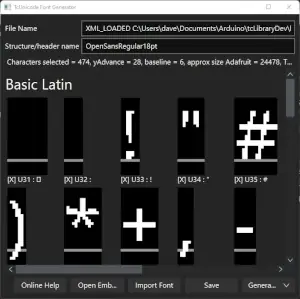 TcUnicode Font Generator
File Name XML_LOADED C:\Users\dave\Documents\Arduino\tcLibraryDev\l
Structure/header name OpenSansRegular18pt
Characters selected = 474, yAdvance = 28, baseline = 6, approx size Adafruit = 24478, T...
Basic Latin
! " #
[X] U31 : [X] U32 : [X] U33 : ! [X] U34 : " [X] U35 : #
) * + , -
Online Help Open Emb... Import Font Save Genera...